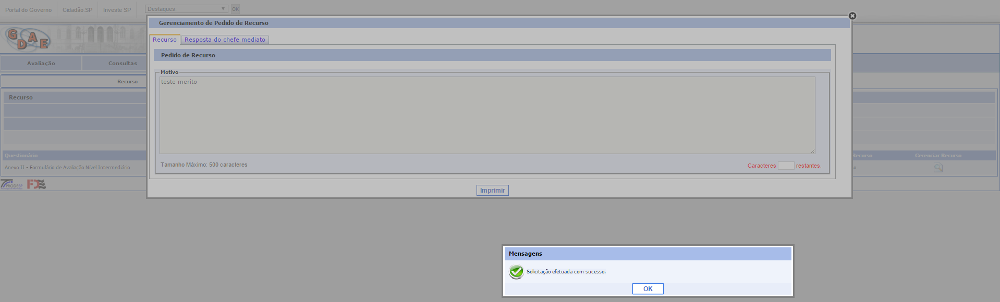 Portal do Governo Cidadão.SP Investe SP Destaques: OK
Gerenciamento de Pedido de Recurso
GDAE
Recurso Resposta do chefe mediato
Pedido de Recurso
Avaliação Consultas
Motivo
teste merito
Recurso
Recurso
Questionário Recurso Gerenciar Recurso
Tamanho Máximo: 500 caracteres Caracteres restantes.
Anexo II - Formulário de Avaliação Nível Intermediário o
PRODESP FDE
Imprimir
Mensagens
Solicitação efetuada com sucesso.
OK